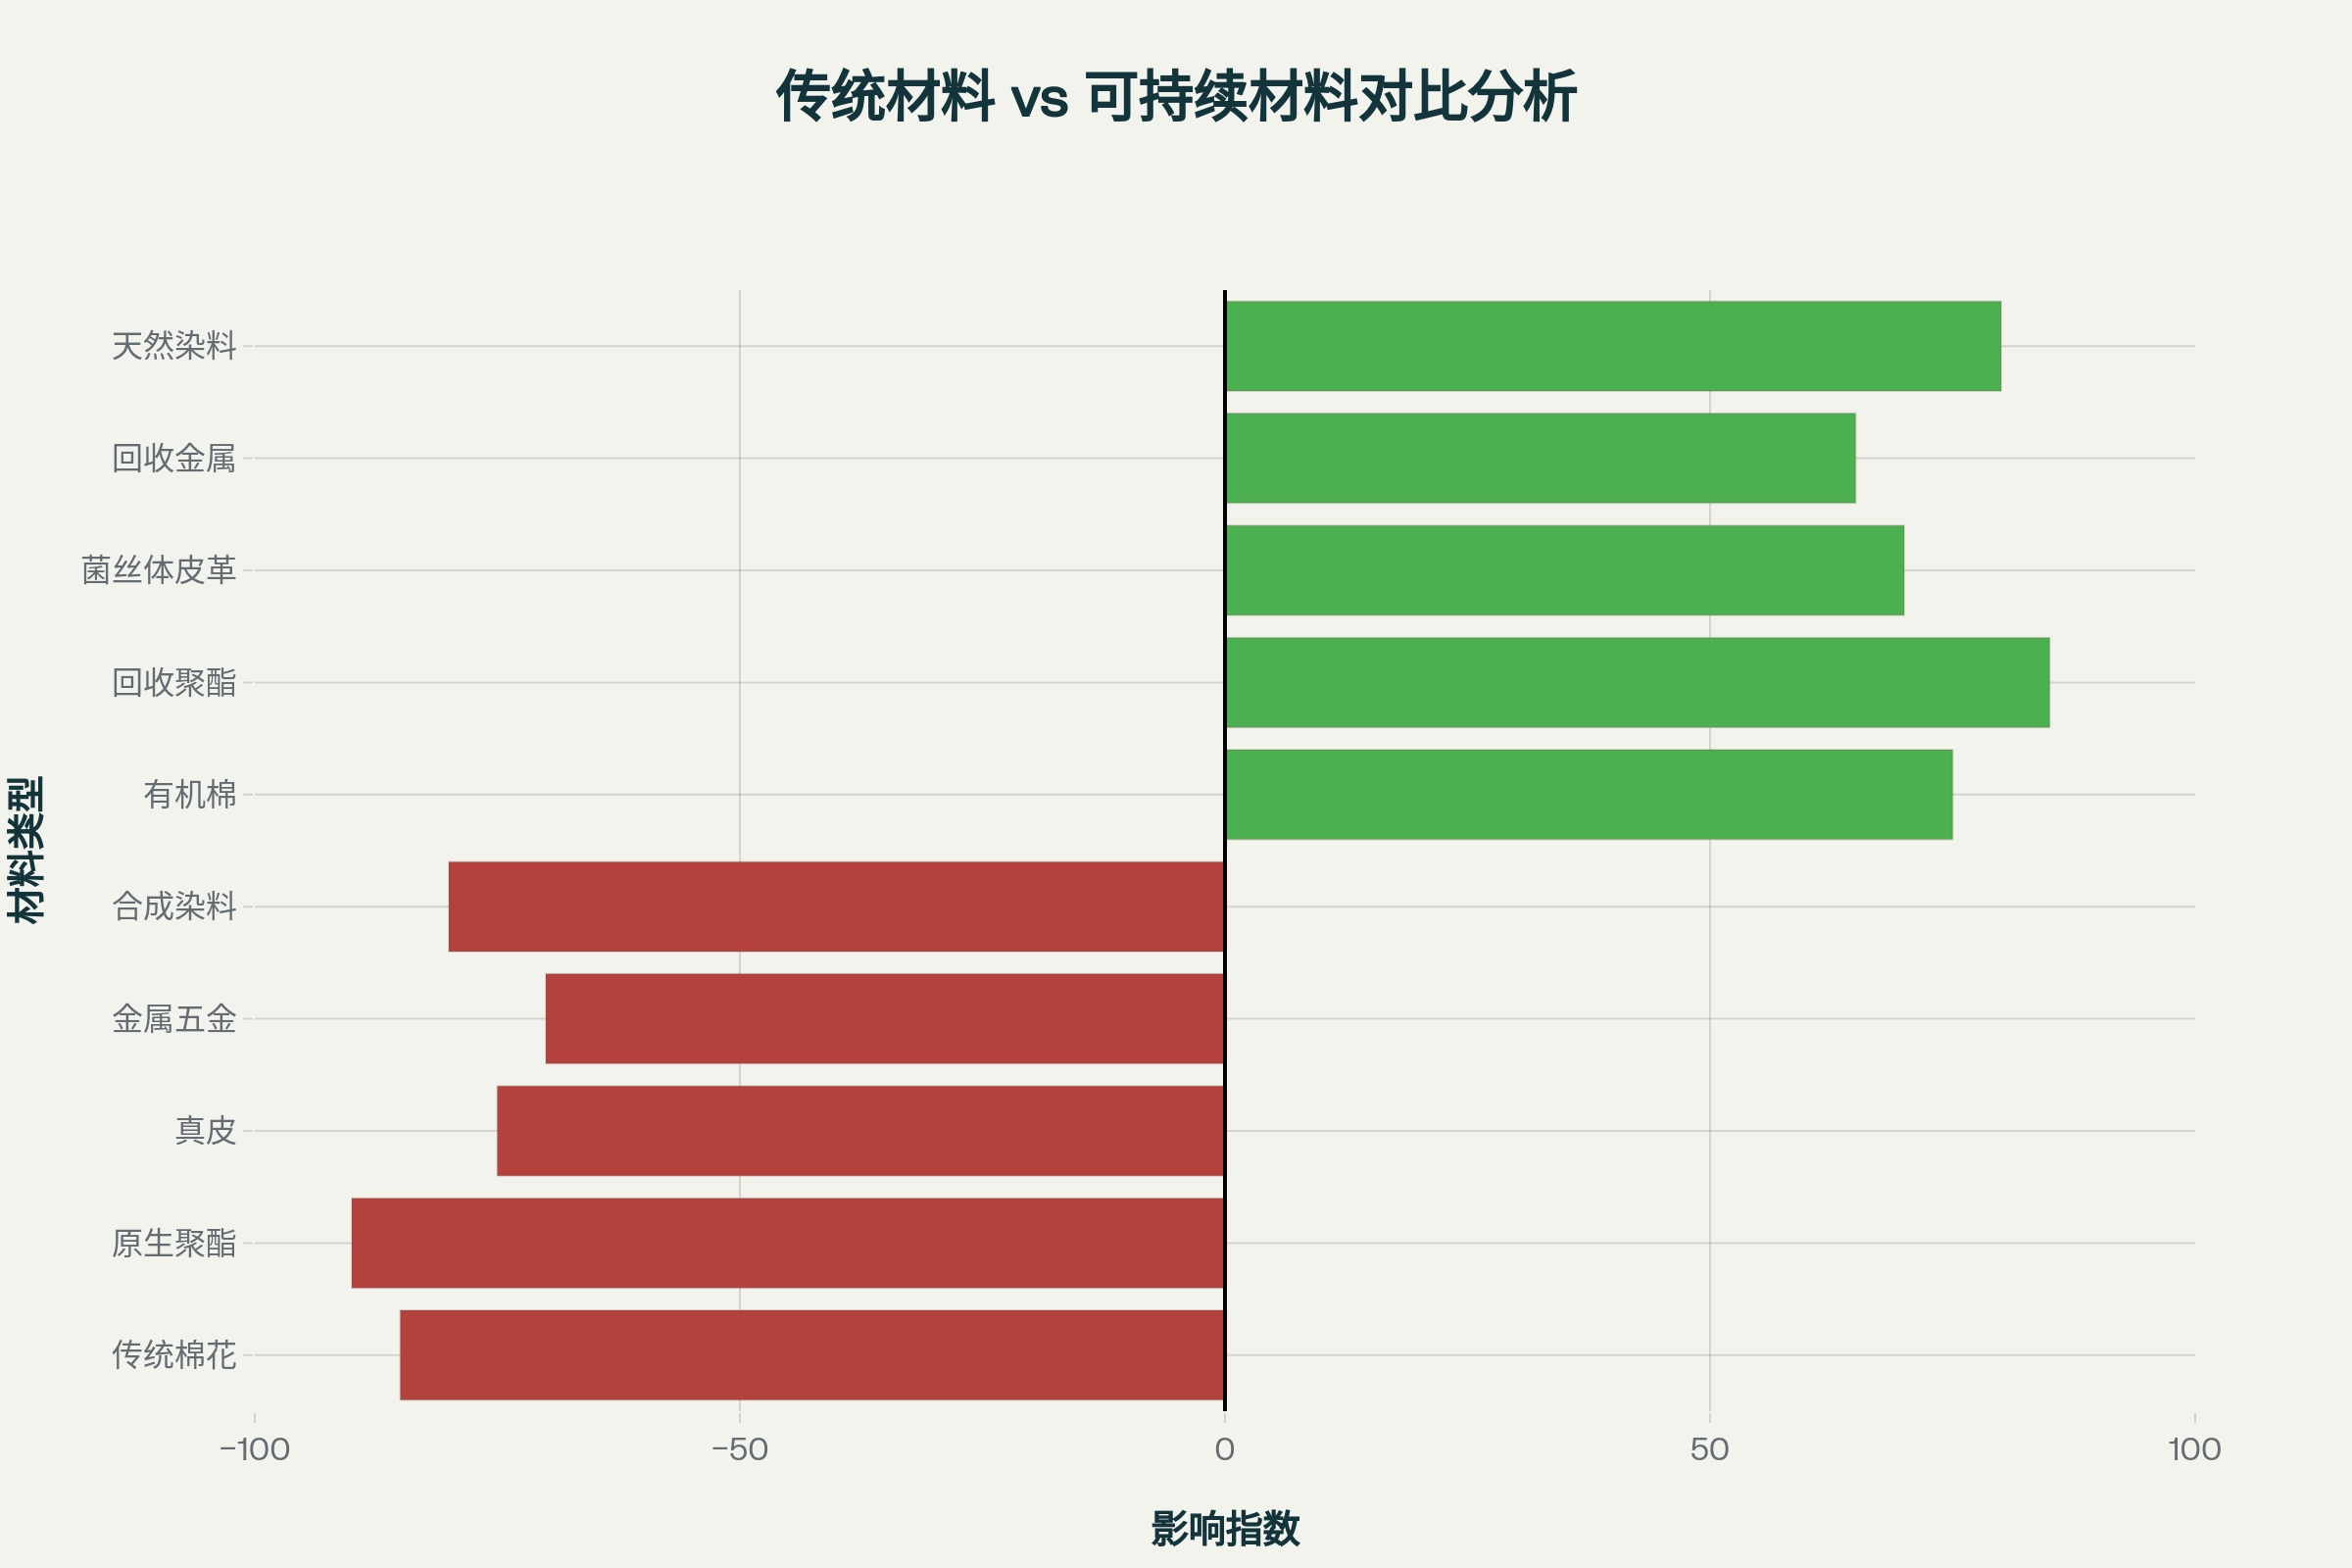 传统材料 vs 可持续材料对比分析
天然染料
回收金属
菌丝体皮革
回收聚酯
有机棉
合成染料
金属五金
真皮
原生聚酯
传统棉花
材料类型
−100
−50
0
50
100
影响指数